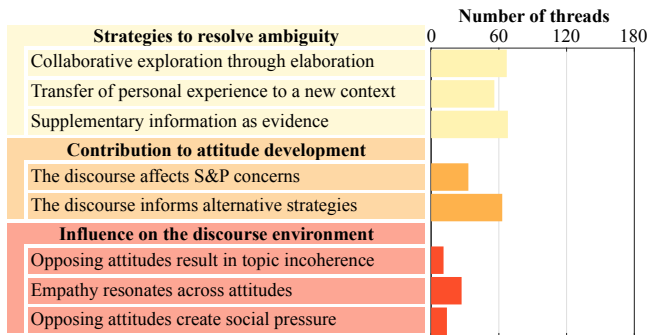 Number of threads
0 60 120 180
Strategies to resolve ambiguity
Collaborative exploration through elaboration
Transfer of personal experience to a new context
Supplementary information as evidence
Contribution to attitude development
The discourse affects S&P concerns
The discourse informs alternative strategies
Influence on the discourse environment
Opposing attitudes result in topic incoherence
Empathy resonates across attitudes
Opposing attitudes create social pressure